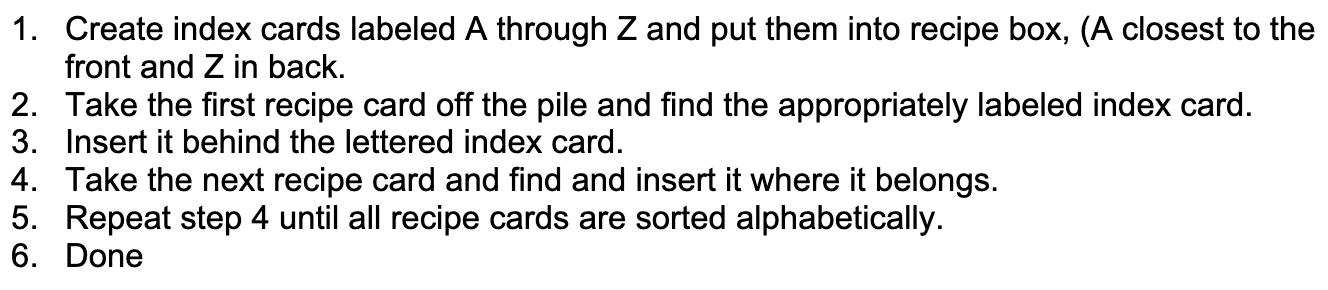 1. Create index cards labeled A through Z and put them into recipe box, (A closest to the
front and Z in back.
2. Take the first recipe card off the pile and find the appropriately labeled index card.
3. Insert it behind the lettered index card.
4. Take the next recipe card and find and insert it where it belongs.
5. Repeat step 4 until all recipe cards are sorted alphabetically.
6. Done